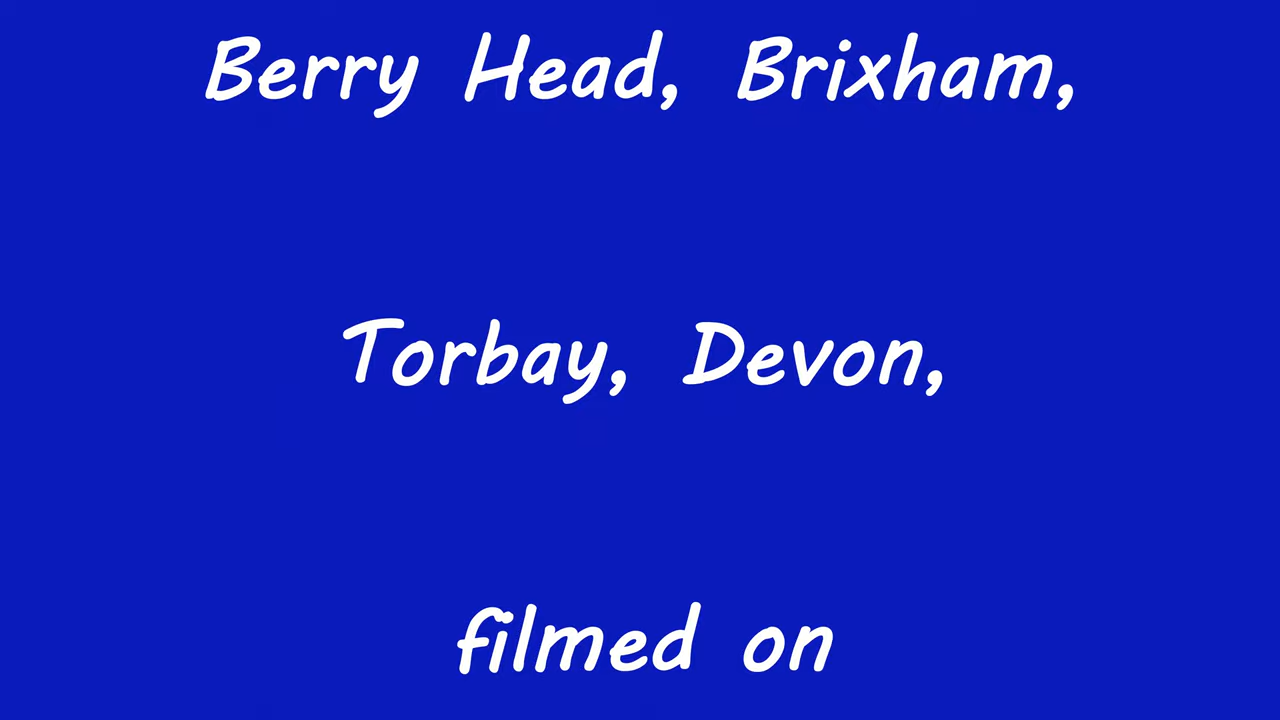 Berry Head, Brixham,
Torbay, Devon,
filmed on